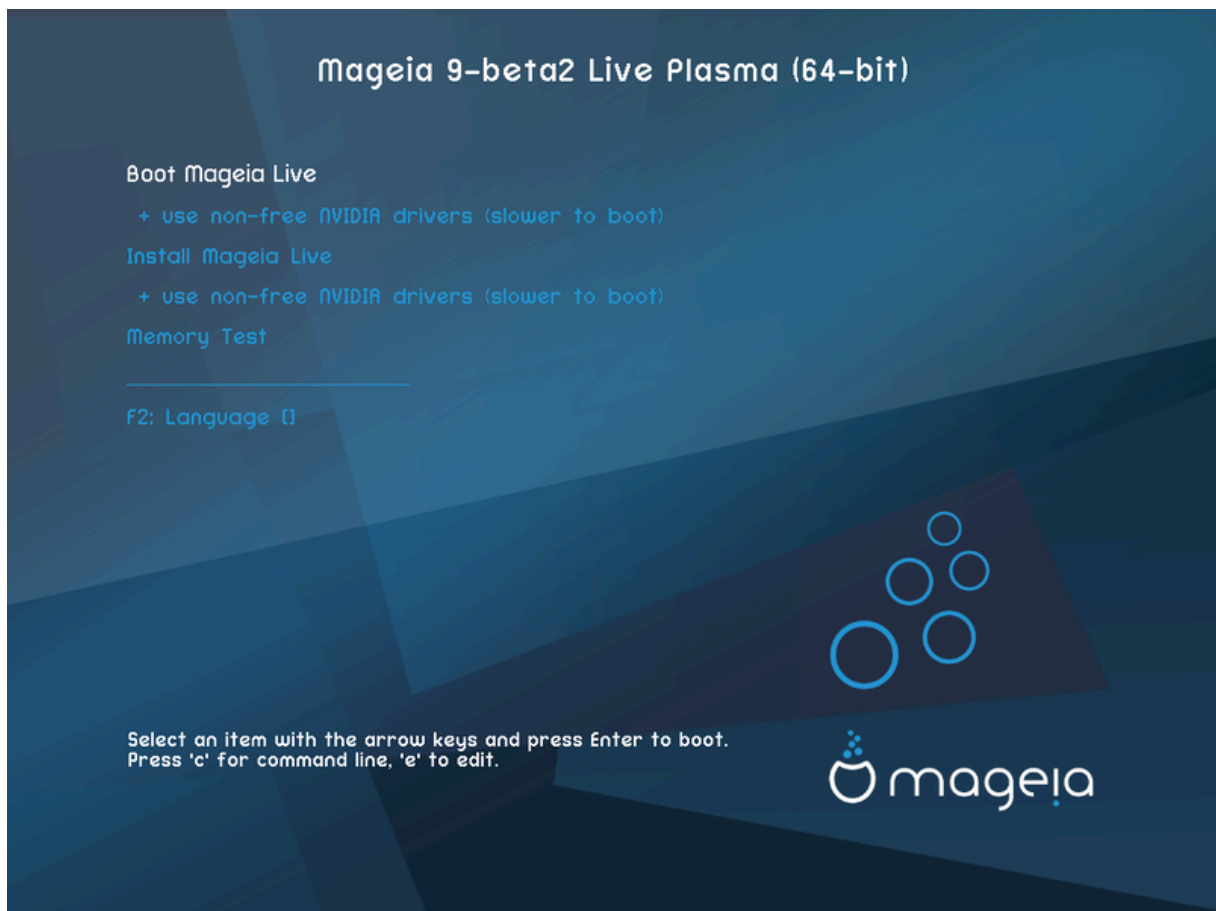 Mageia 9-beta2 Live Plasma (64-bit)
Boot Mageia Live
+ use non-free NVIDIA drivers (slower to boot)
Install Mageia Live
+ use non-free NVIDIA drivers (slower to boot)
Memory Test
F2: Language []
Select an item with the arrow keys and press Enter to boot.
Press 'c' for command line, 'e' to edit.
mageia